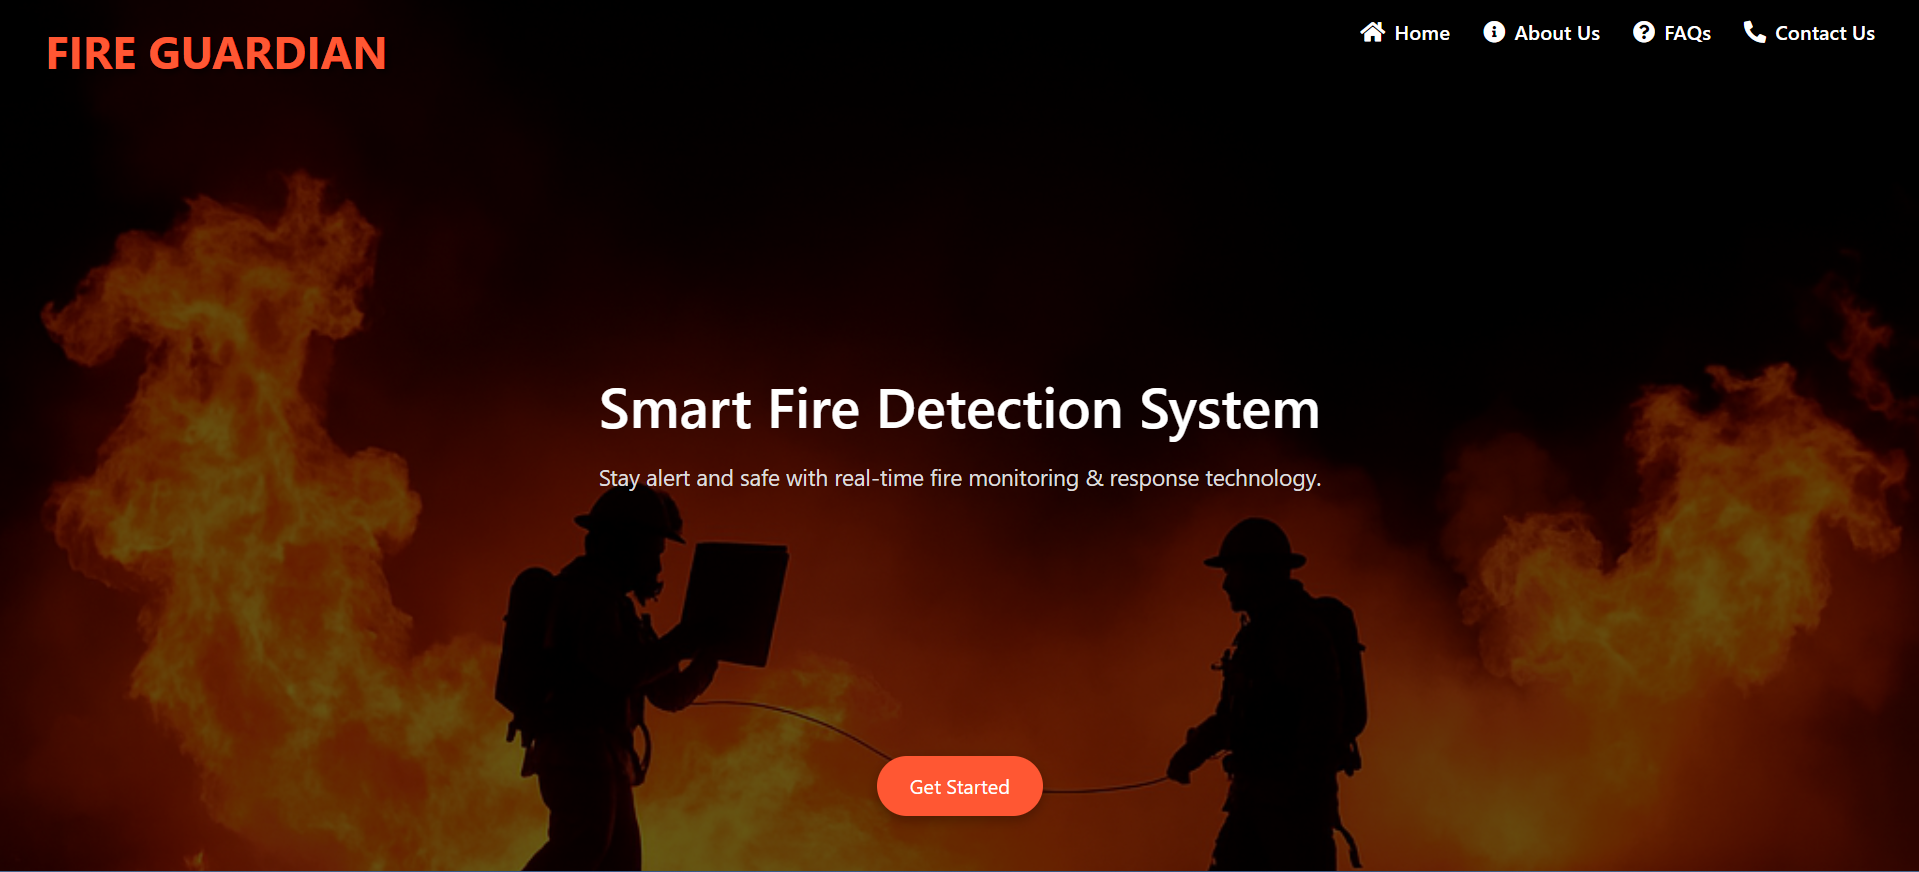 FIRE GUARDIAN
Home About Us FAQs Contact Us
Smart Fire Detection System
Stay alert and safe with real-time fire monitoring & response technology.
Get Started